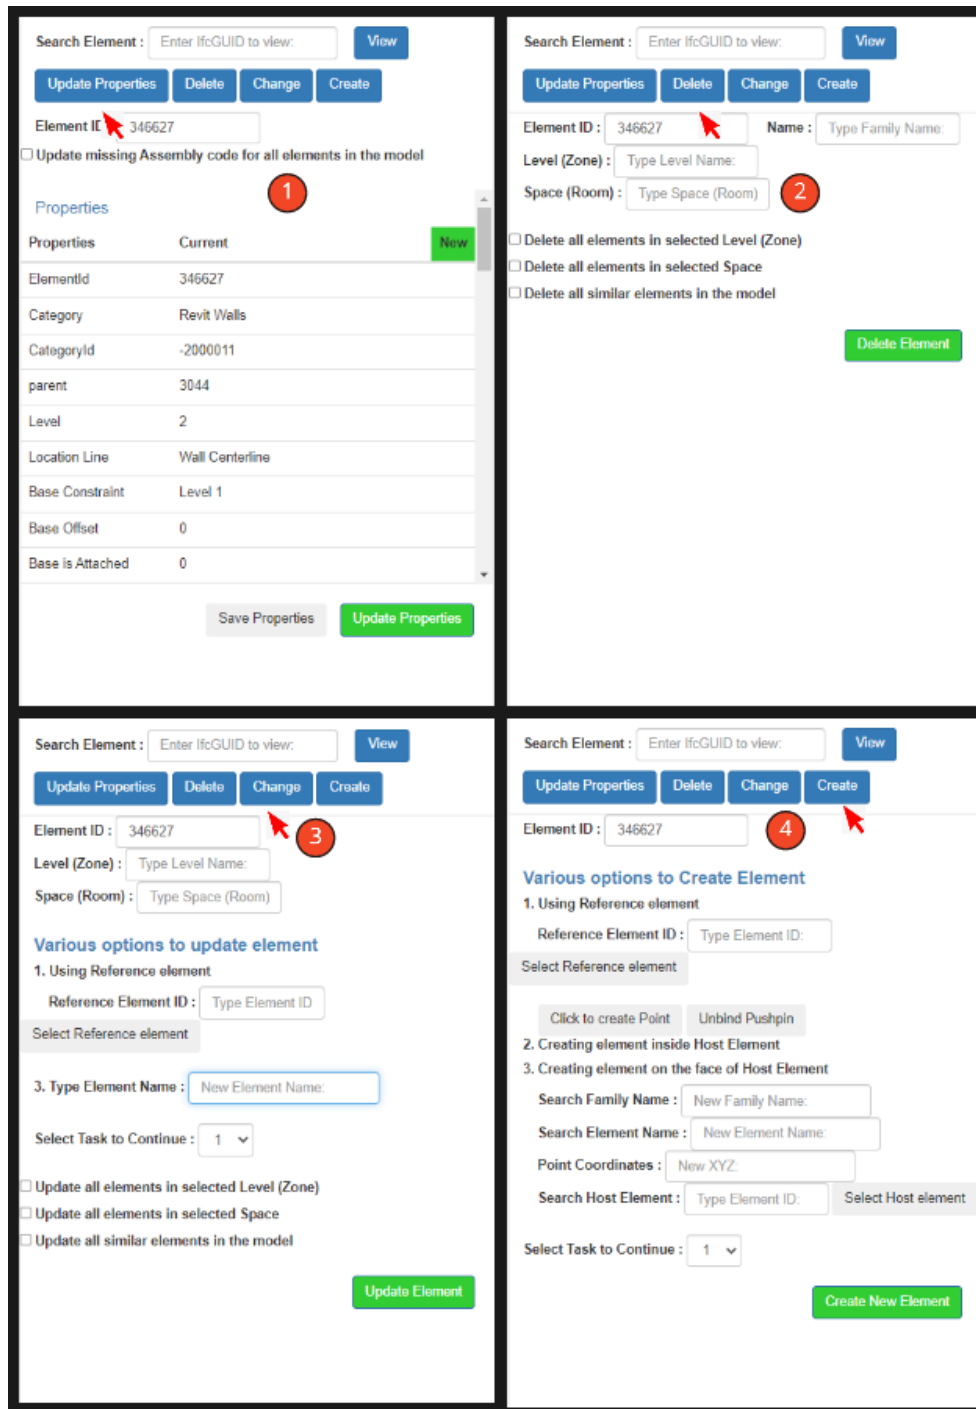 Search Element : Enter IfcGUID to view: View
Update Properties Delete Change Create
Element ID 346627
Update missing Assembly code for all elements in the model
1
Properties
Properties Current New
ElementId 346627
Category Revit Walls
CategoryId -2000011
parent 3044
Level 2
Location Line Wall Centerline
Base Constraint Level 1
Base Offset 0
Base is Attached 0
Save Properties Update Properties
Search Element : Enter IfcGUID to view: View
Update Properties Delete Change Create
Element ID : 346627 Name : Type Family Name:
Level (Zone) : Type Level Name:
Space (Room) : Type Space (Room) 2
Delete all elements in selected Level (Zone)
Delete all elements in selected Space
Delete all similar elements in the model
Delete Element
Search Element : Enter IfcGUID to view: View
Update Properties Delete Change Create
Element ID : 346627 3
Level (Zone) : Type Level Name:
Space (Room) : Type Space (Room)
Various options to update element
1. Using Reference element
Reference Element ID : Type Element ID
Select Reference element
3. Type Element Name : New Element Name:
Select Task to Continue : 1
Update all elements in selected Level (Zone)
Update all elements in selected Space
Update all similar elements in the model
Update Element
Search Element : Enter IfcGUID to view: View
Update Properties Delete Change Create
Element ID : 346627 4
Various options to Create Element
1. Using Reference element
Reference Element ID : Type Element ID:
Select Reference element
Click to create Point Unbind Pushpin
2. Creating element inside Host Element
3. Creating element on the face of Host Element
Search Family Name : New Family Name:
Search Element Name : New Element Name:
Point Coordinates : New XYZ:
Search Host Element : Type Element ID: Select Host element
Select Task to Continue : 1
Create New Element